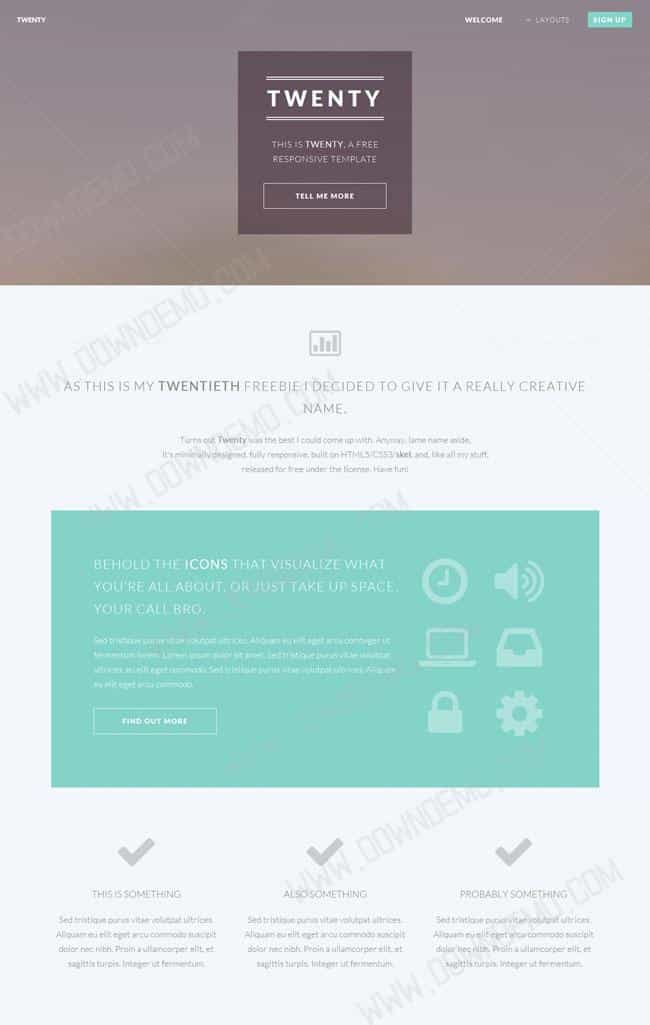 TWENTY
WELCOME LAYOUTS SIGN UP
TWENTY
THIS IS TWENTY, A FREE
RESPONSIVE TEMPLATE
TELL ME MORE
AS THIS IS MY TWENTIETH FREEBIE I DECIDED TO GIVE IT A REALLY CREATIVE
NAME.
Turns out Twenty was the best I could come up with. Anyway, lame name aside,
it's minimally designed, fully responsive, built on HTML5/CSS3/skel, and, like all my stuff,
released for free under the license. Have fun!
BEHOLD THE ICONS THAT VISUALIZE WHAT
YOU'RE ALL ABOUT. OR JUST TAKE UP SPACE.
YOUR CALL BRO.
Sed tristique purus vitae volutpat ultrices. Aliquam eu elit eget arcu comteger ut
fermentum lorem. Lorem ipsum dolor sit amet. Sed tristique purus vitae volutpat
ultrices. eu elit eget commodo. Sed tristique purus vitae volutpat ultrices. Aliquam
eu elit eget arcu commodo.
FIND OUT MORE
THIS IS SOMETHING
ALSO SOMETHING
PROBABLY SOMETHING
Sed tristique purus vitae volutpat ultrices.
Aliquam eu elit eget arcu commodo suscipit
dolor nec nibh. Proin a ullamcorper elit, et
sagittis turpis. Integer ut fermentum.
Sed tristique purus vitae volutpat ultrices.
Aliquam eu elit eget arcu commodo suscipit
dolor nec nibh. Proin a ullamcorper elit, et
sagittis turpis. Integer ut fermentum.
Sed tristique purus vitae volutpat ultrices.
Aliquam eu elit eget arcu commodo suscipit
dolor nec nibh. Proin a ullamcorper elit, et
sagittis turpis. Integer ut fermentum.
WWW.DOWNDEMO.COM
WWW.DOWNDEMO.COM
WWW.DOWNDEMO.COM